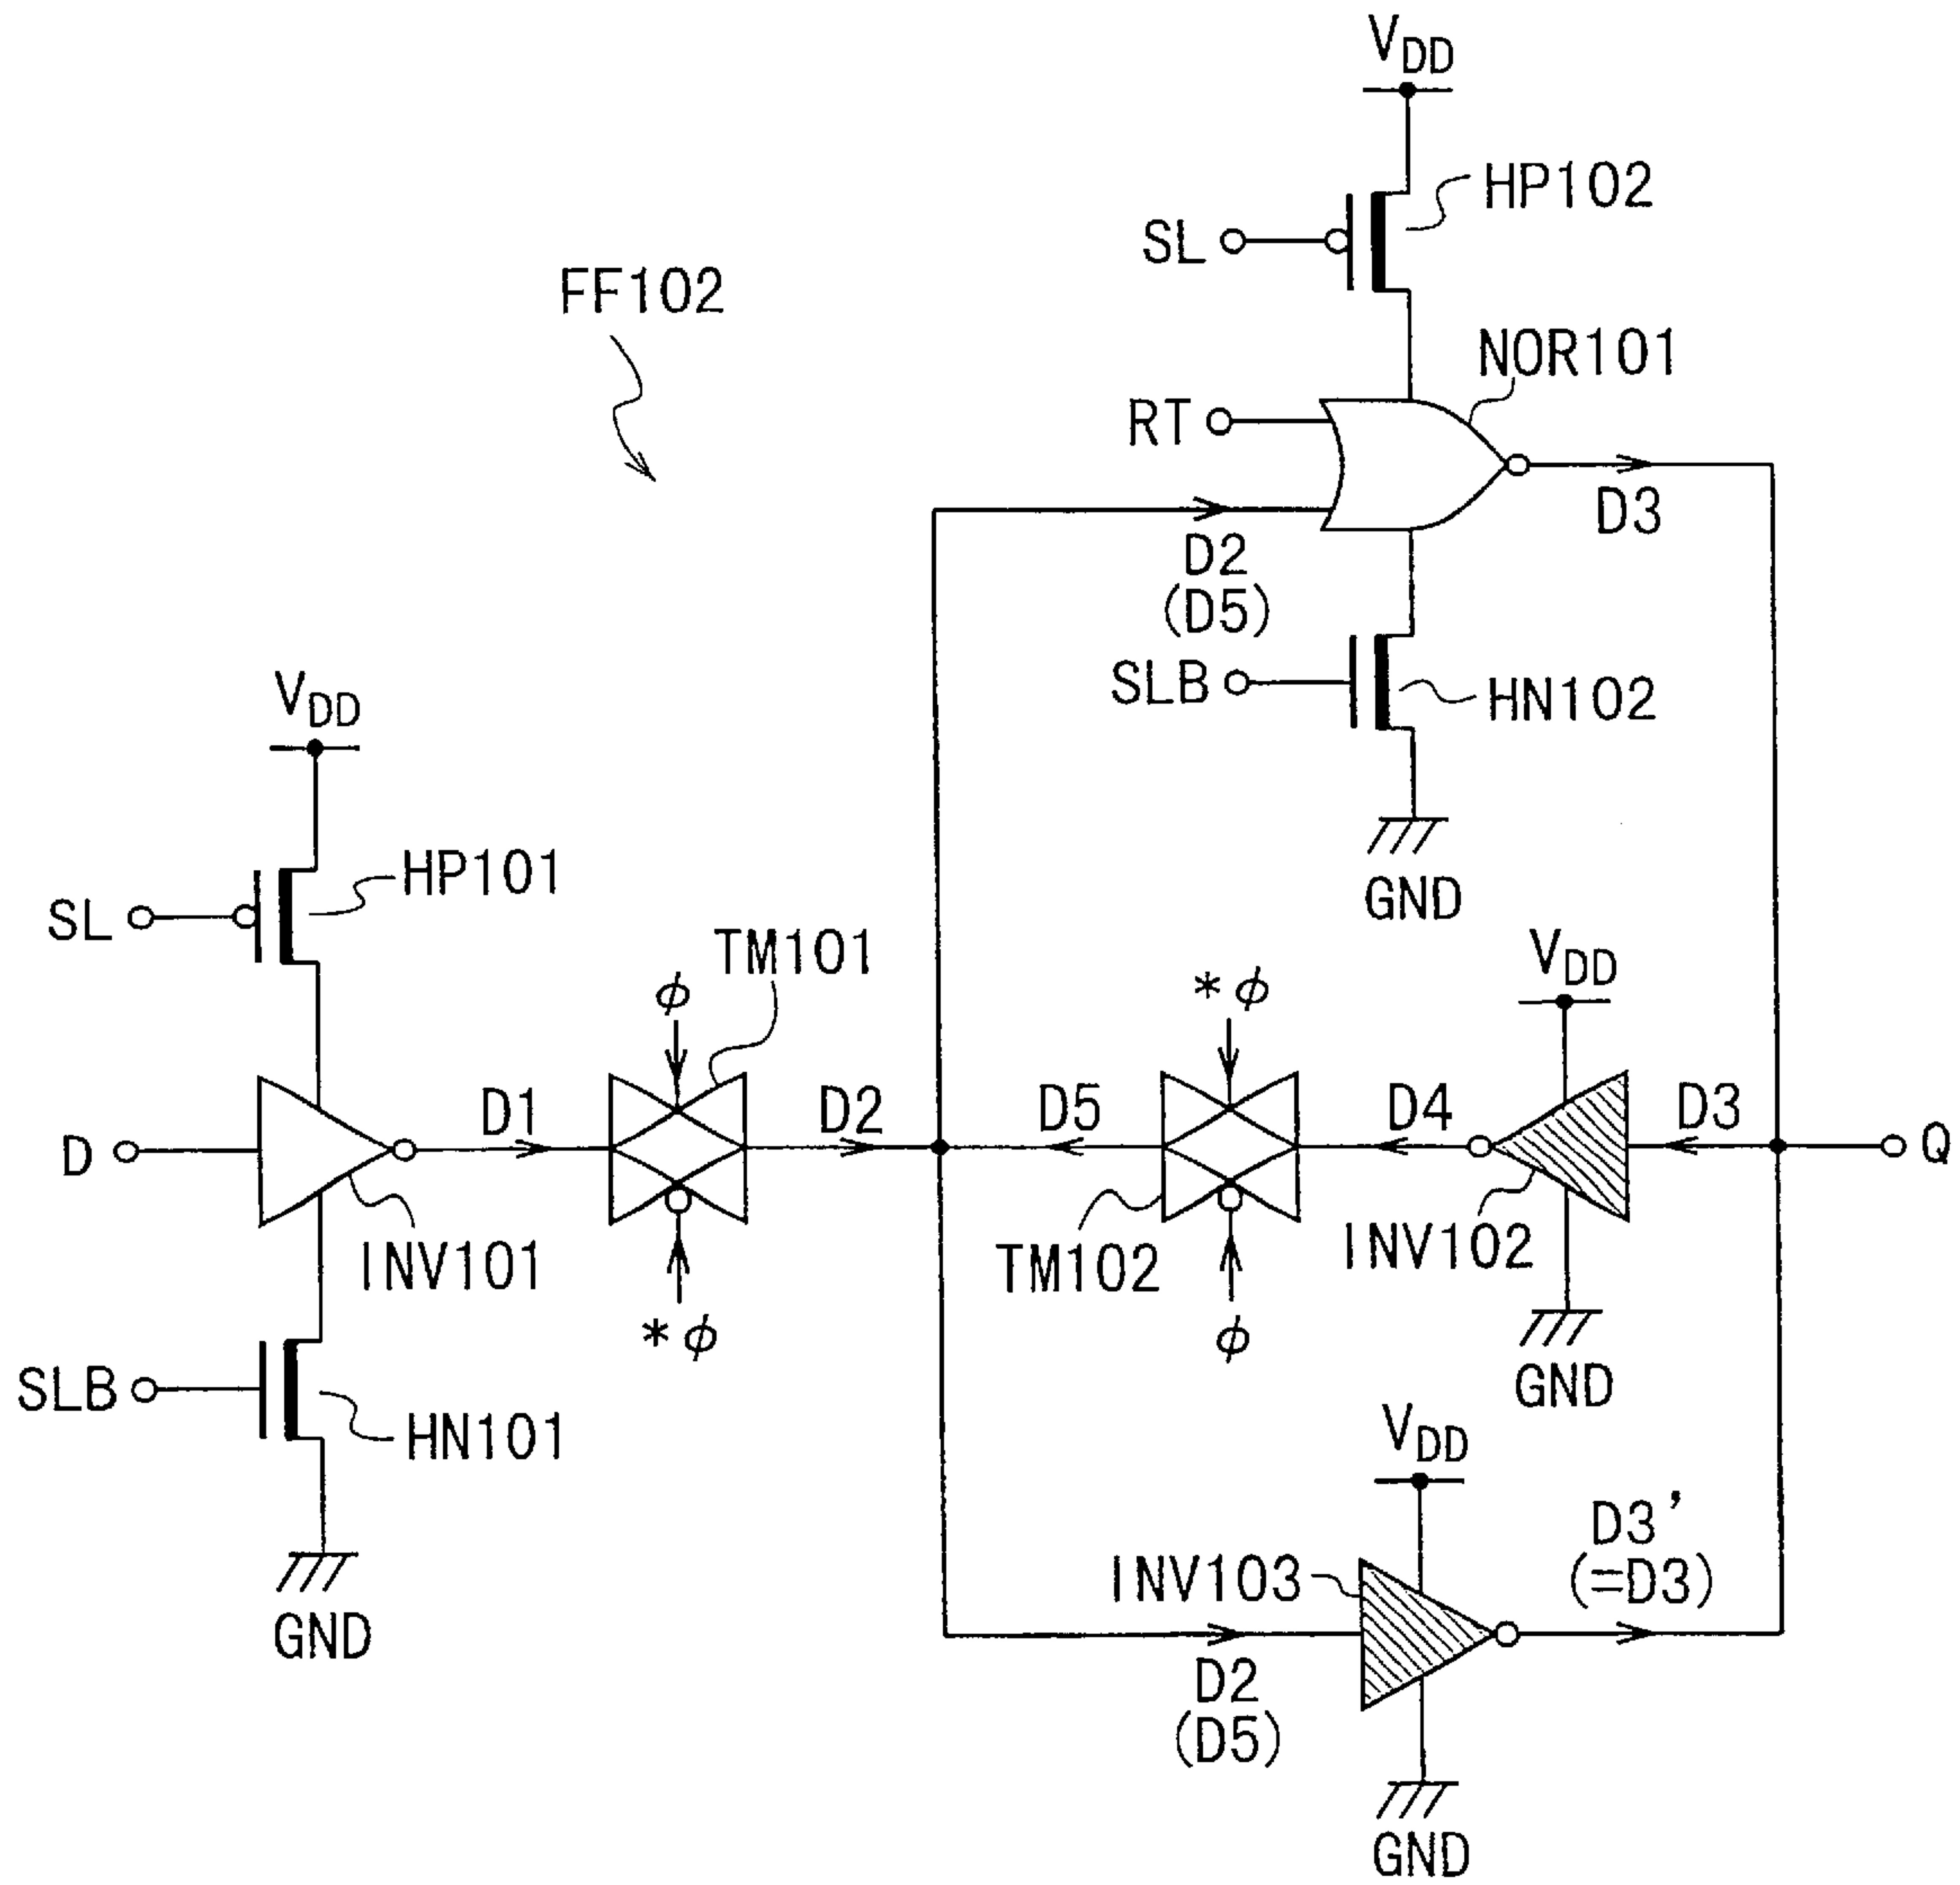 VDD
HP102
SL
FF102
NOR101
RT
D3
D2
(D5)
VDD
SLB
HN102
HP101
GND
SL
TM101
VDD
φ
*φ
D1
D2
D5
D4
D3
D
Q
INV101
TM102
INV102
*φ
φ
SLB
GND
HN101
VDD
D3'
(=D3)
INV103
GND
D2
(D5)
GND